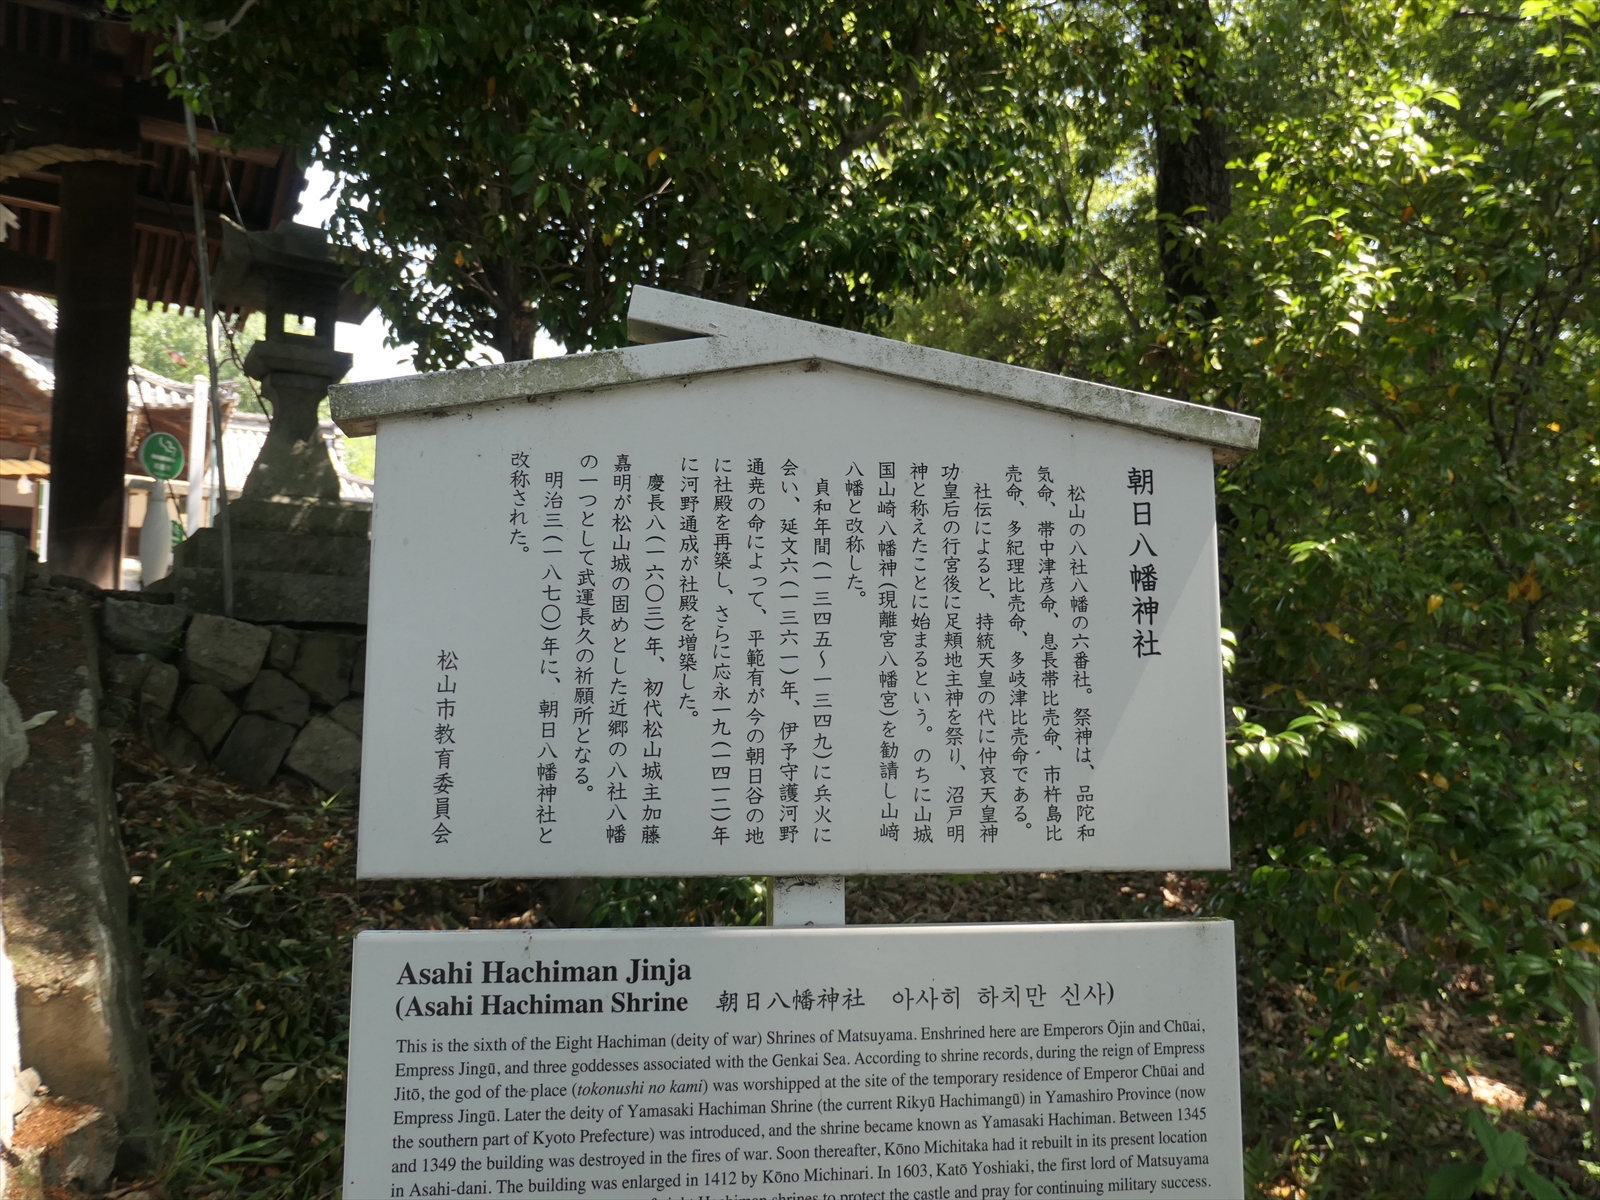 朝日八幡神社
松山の八社八幡の六番社。祭神は、品陀和
気命、帯中津彦命、息長帯比売命、市杵島比
売命、多紀理比売命、多岐津比売命である。
社伝によると、持統天皇の代に仲哀天皇神
功皇后の行宮後に足頬地主神を祭り、沼戸明
神と称えたことに始まるという。のちに山城
国山崎八幡神(現離宮八幡宮)を勧請し山﨑
八幡と改称した。
貞和年間(一三四五～一三四九)に兵火に
会い、延文六(一三六一)年、伊予守護河野
通尭の命によって、平範有が今の朝日谷の地
に社殿を再築し、さらに応永一九(一四一二)年
に河野通成が社殿を増築した。
慶長八(一六〇三)年、初代松山城主加藤
嘉明が松山城の固めとした近郷の八社八幡
の一つとして武運長久の祈願所となる。
明治三(一八七〇)年に、朝日八幡神社と
改称された。
松山市教育委員会
Asahi Hachiman Jinja
(Asahi Hachiman Shrine 朝日八幡神社 아사히 하치만 신사)
This is the sixth of the Eight Hachiman (deity of war) Shrines of Matsuyama. Enshrined here are Emperors Ōjin and Chūai,
Empress Jingū, and three goddesses associated with the Genkai Sea. According to shrine records, during the reign of Empress
Jitō, the god of the place (tokonushi no kami) was worshipped at the site of the temporary residence of Emperor Chūai and
Empress Jingū. Later the deity of Yamasaki Hachiman Shrine (the current Rikyū Hachimangū) in Yamashiro Province (now
the southern part of Kyoto Prefecture) was introduced, and the shrine became known as Yamasaki Hachiman. Between 1345
and 1349 the building was destroyed in the fires of war. Soon thereafter, Kōno Michitaka had it rebuilt in its present location
in Asahi-dani. The building was enlarged in 1412 by Kōno Michinari. In 1603, Katō Yoshiaki, the first lord of Matsuyama
Hachiman shrines to protect the castle and pray for continuing military success.